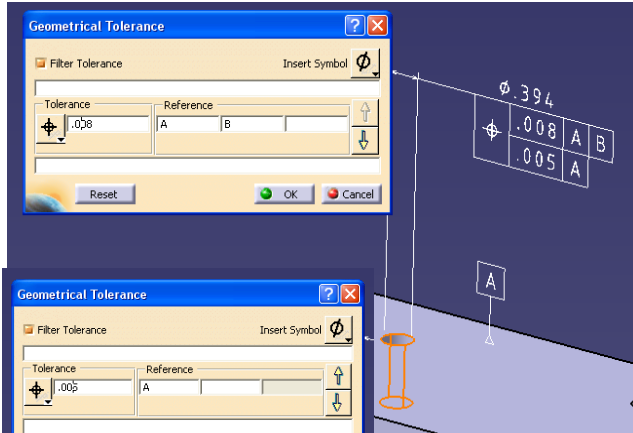 Geometrical Tolerance
Filter Tolerance
Insert Symbol Ø
Tolerance
Reference
.008
A
B
Reset
OK
Cancel
Ø.394
.008 A B
.005 A
A
Geometrical Tolerance
Filter Tolerance
Insert Symbol Ø
Tolerance
Reference
.005
A